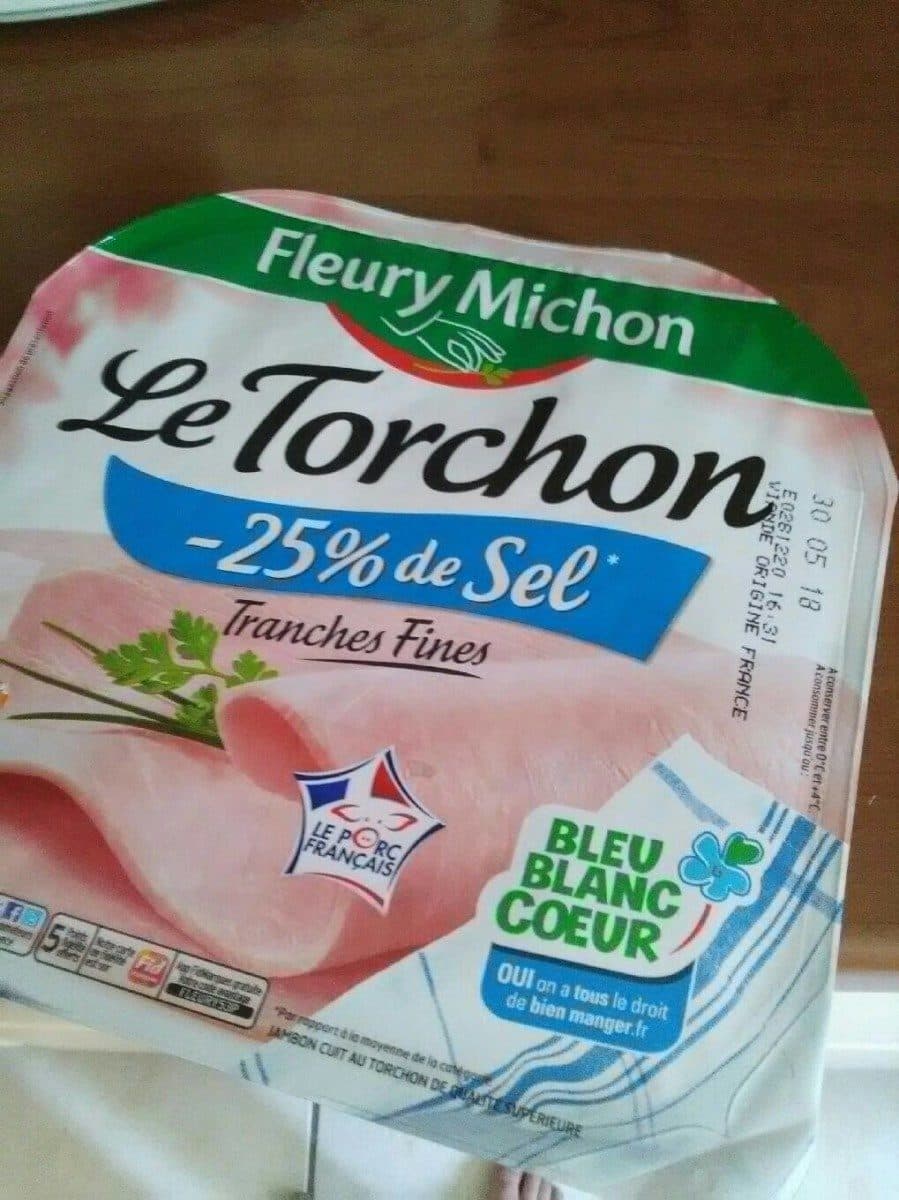 Fleury Michon
Le Torchon
-25% de Sel*
Tranches Fines
30 05 18
E0281220 16:31
VIANDE ORIGINE FRANCE
A conserver entre 0°C et +4°C
A consommer jusqu'au :
LE PORC
FRANÇAIS
BLEU
BLANC
COEUR
OUI on a tous le droit
de bien manger.fr
5
*Par rapport à la moyenne de la catégorie
JAMBON CUIT AU TORCHON DE QUALITÉ SUPÉRIEURE